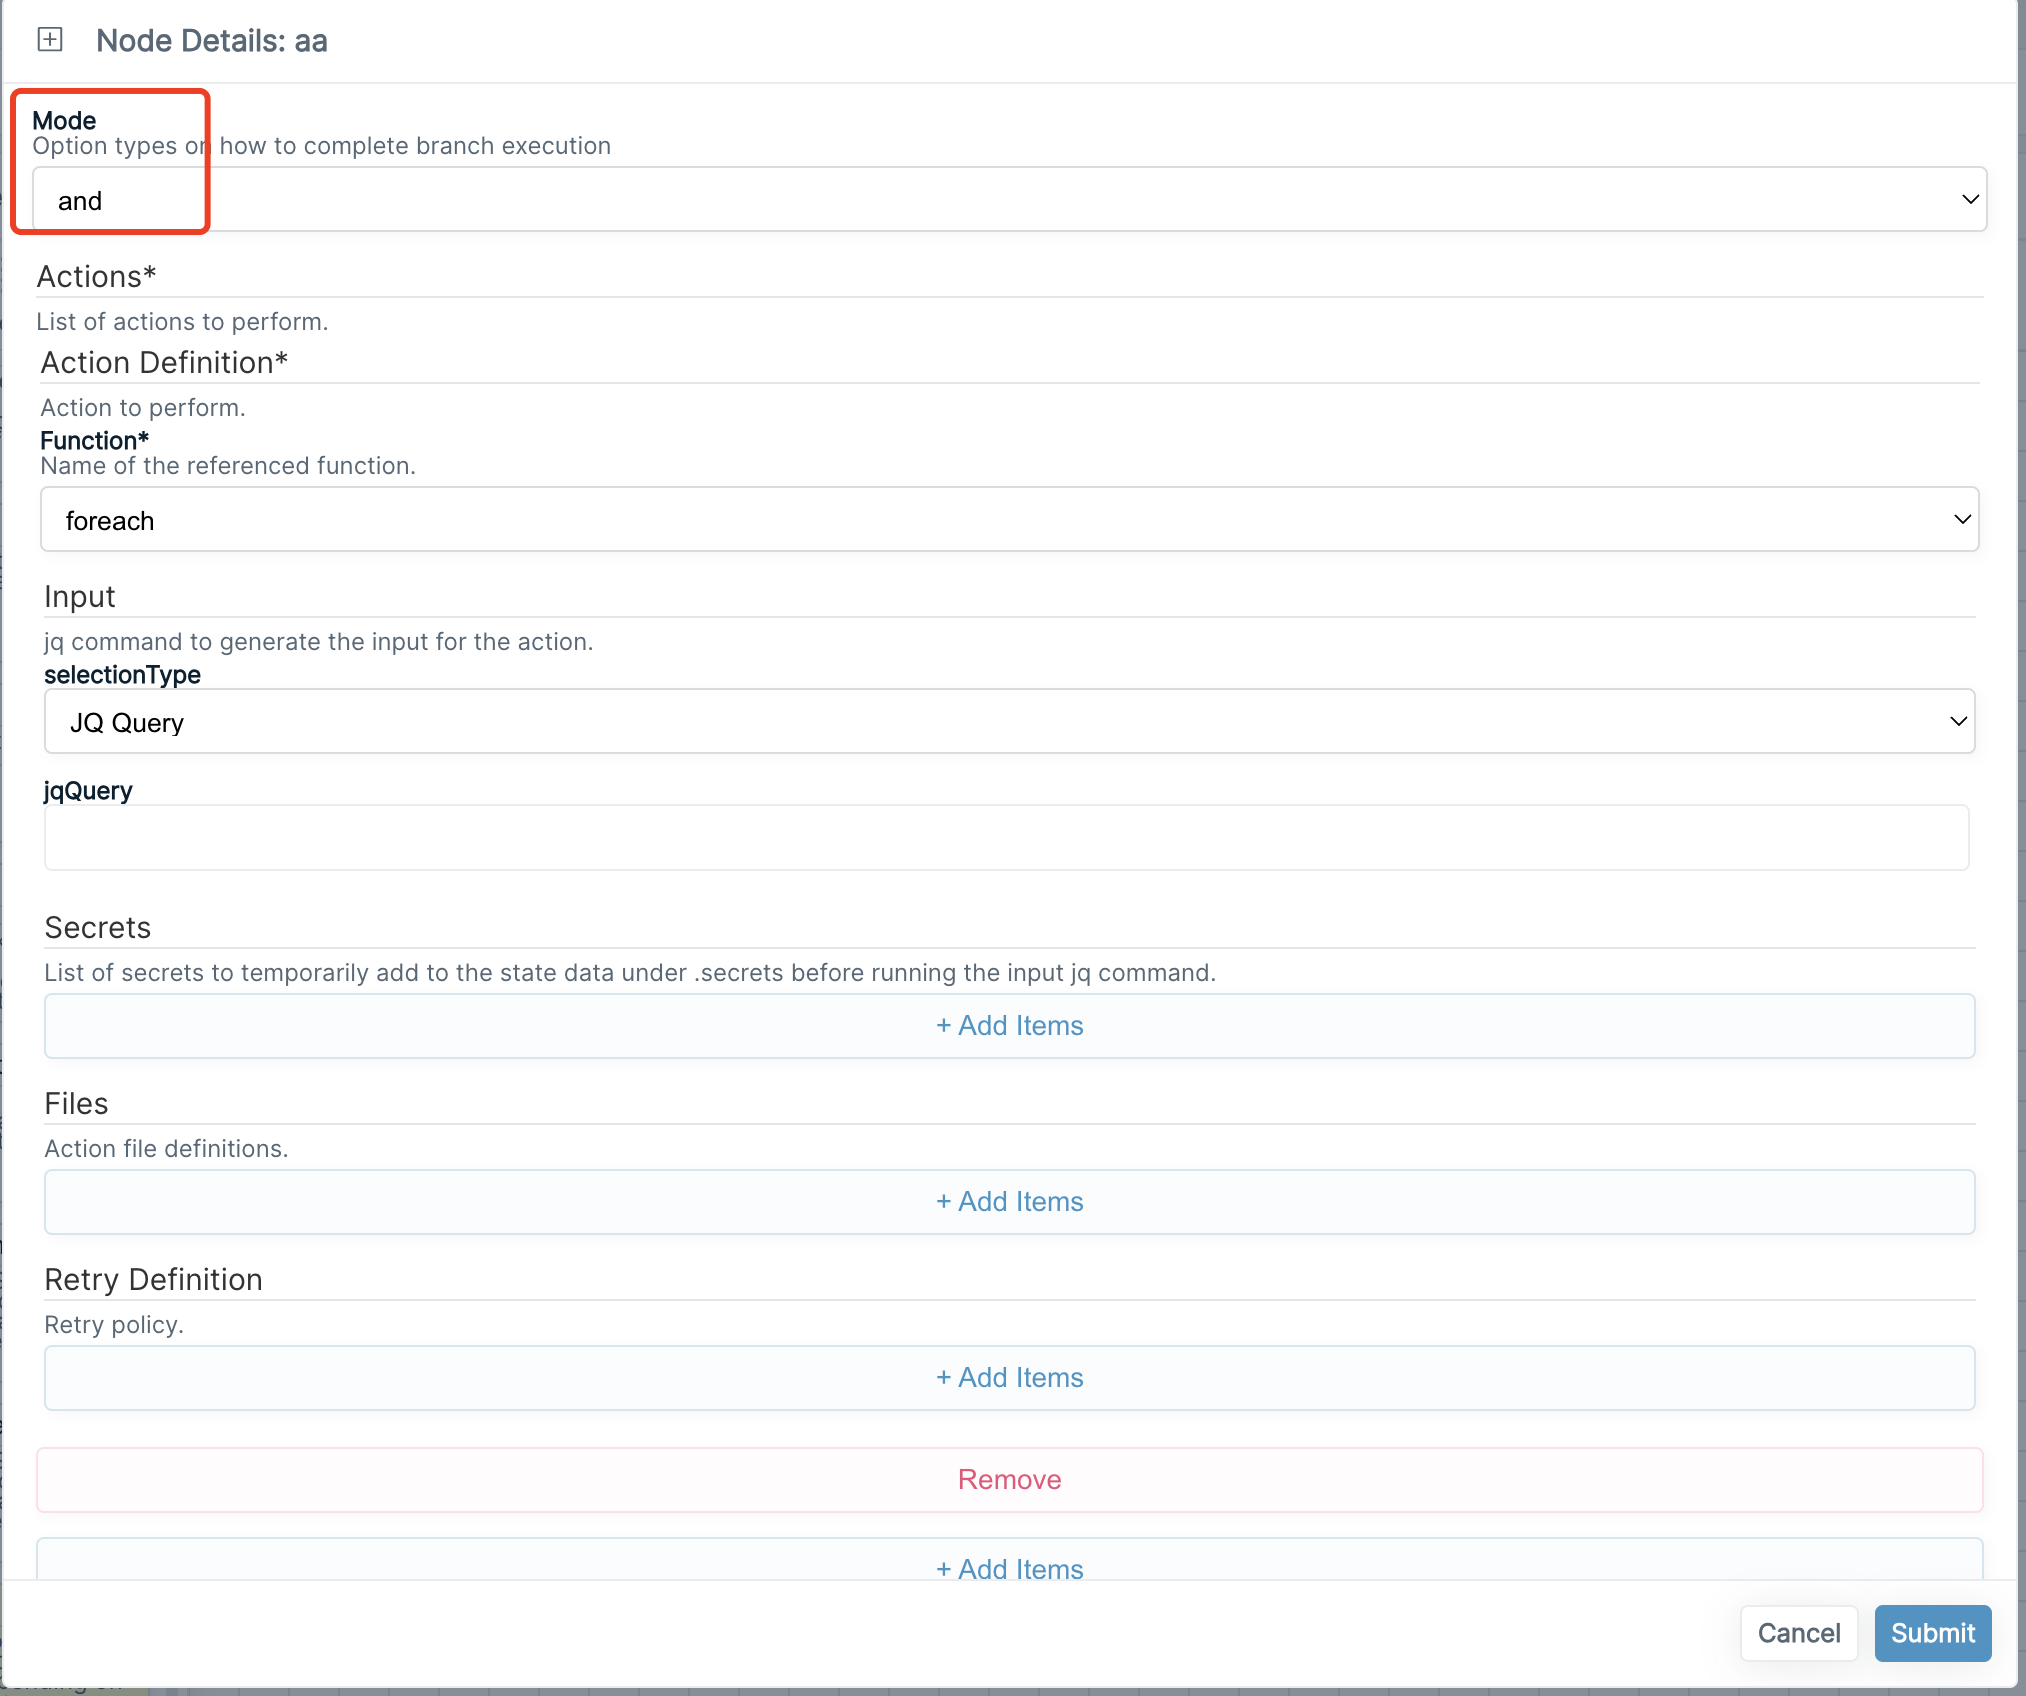 Node Details: aa
Mode
Option types on how to complete branch execution
and
Actions*
List of actions to perform.
Action Definition*
Action to perform.
Function*
Name of the referenced function.
foreach
Input
jq command to generate the input for the action.
selectionType
JQ Query
jqQuery
Secrets
List of secrets to temporarily add to the state data under .secrets before running the input jq command.
+ Add Items
Files
Action file definitions.
+ Add Items
Retry Definition
Retry policy.
+ Add Items
Remove
+ Add Items
Cancel
Submit